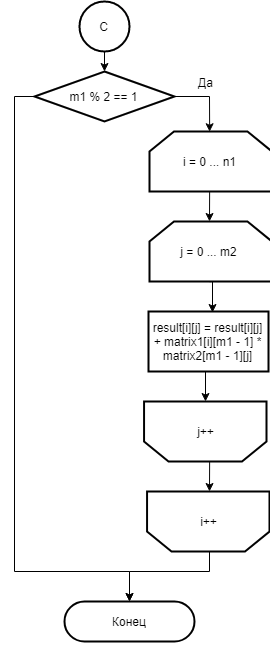 C
Да
m1 % 2 == 1
i = 0 ... n1
j = 0 ... m2
result[i][j] = result[i][j]
+ matrix1[i][m1 - 1] *
matrix2[m1 - 1][j]
j++
i++
Конец